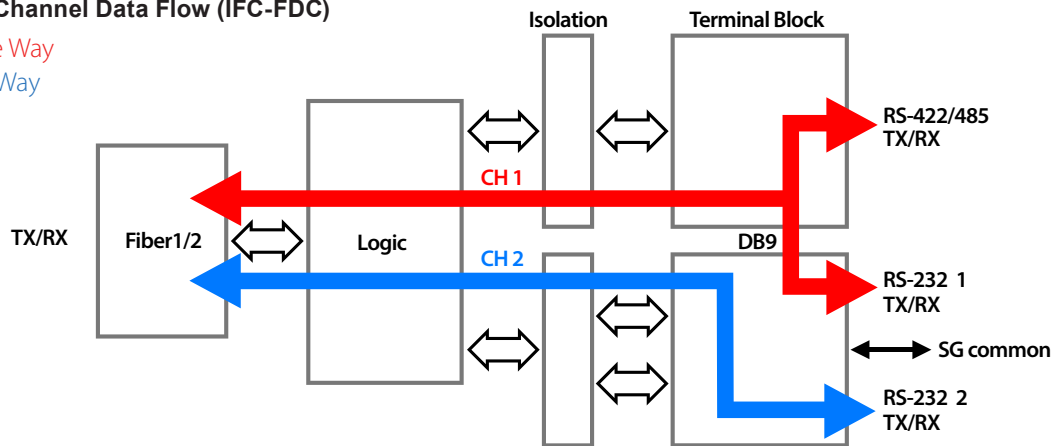 Channel Data Flow (IFC-FDC)
Way
Way
Isolation
Terminal Block
RS-422/485
TX/RX
CH 1
TX/RX
Fiber1/2
Logic
DB9
CH 2
RS-232 1
TX/RX
SG common
RS-232 2
TX/RX